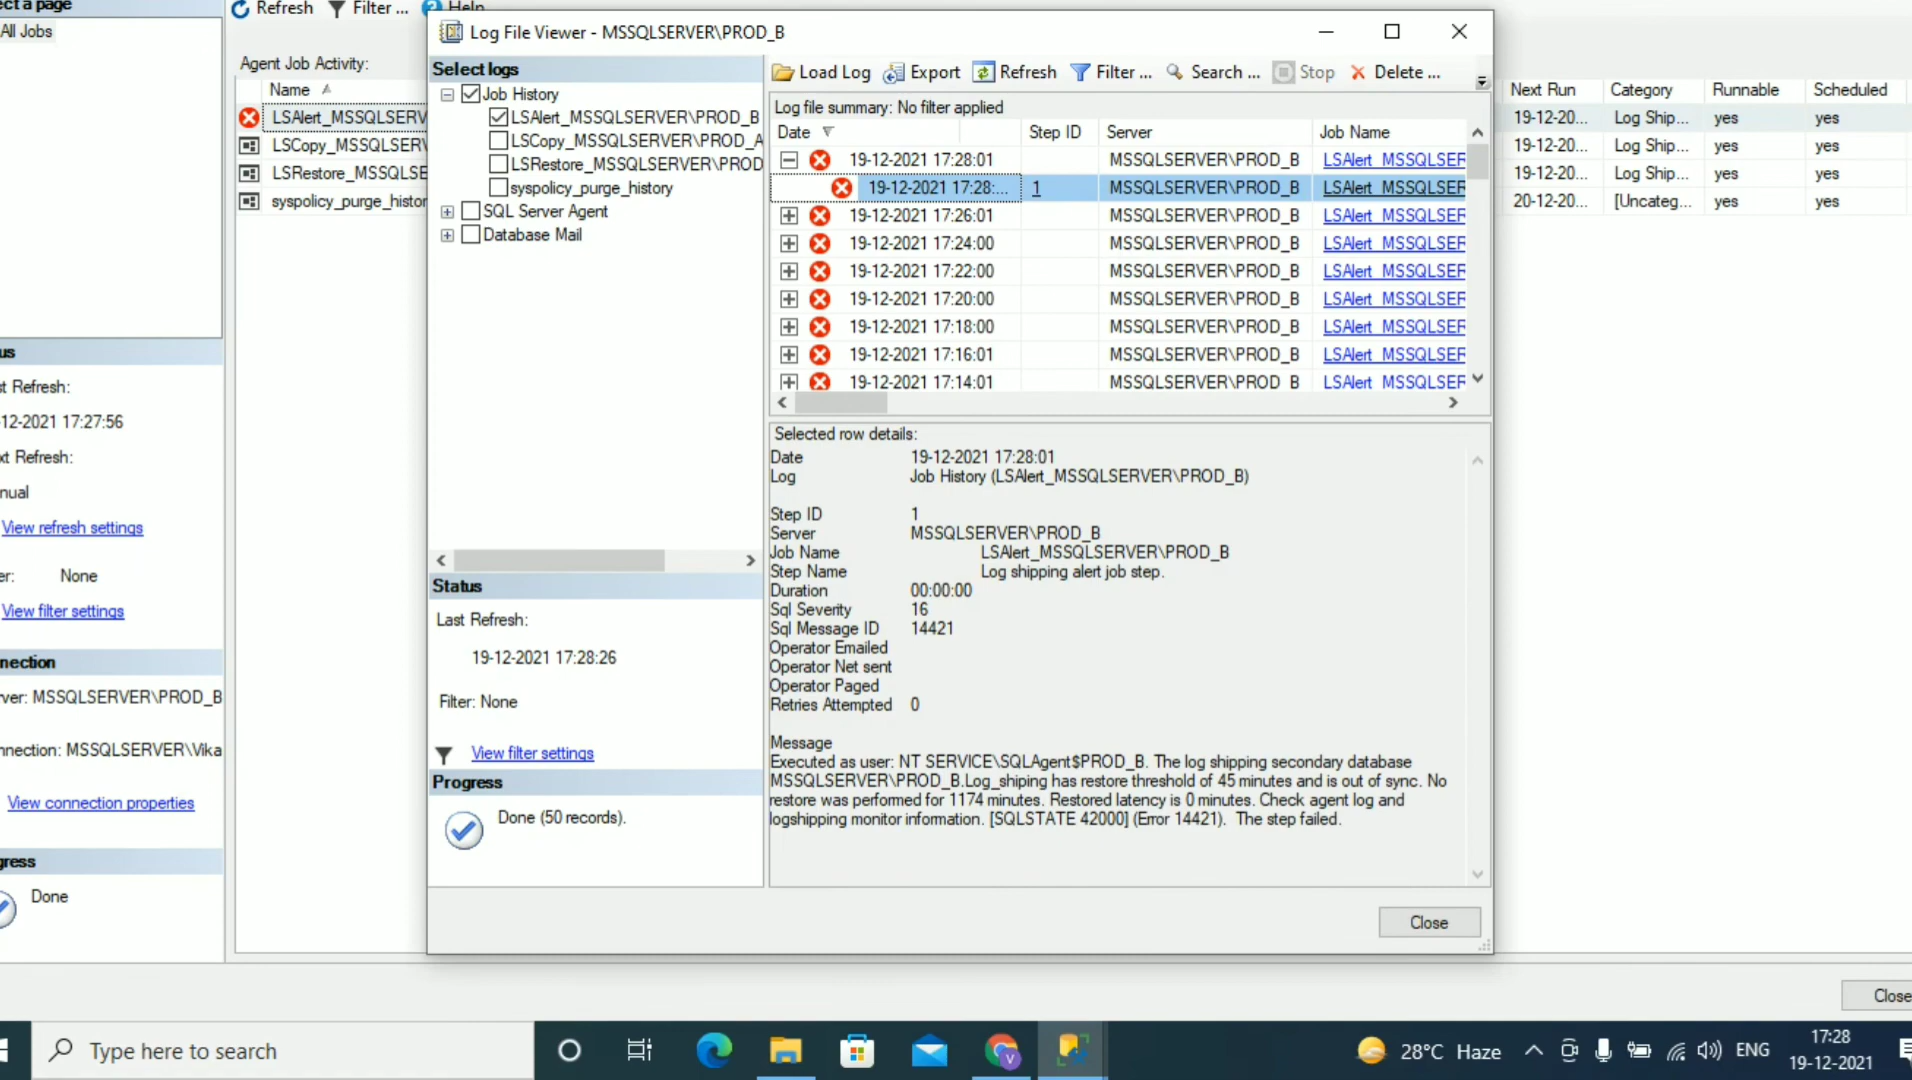 ect a page
All Jobs
Refresh Filter ... Help
Agent Job Activity:
Name
LSAlert_MSSQLSERV
LSCopy_MSSQLSERV
LSRestore_MSSQLSE
syspolicy_purge_histor
us
st Refresh:
-12-2021 17:27:56
xt Refresh:
nual
View refresh settings
er: None
View filter settings
nection
ver: MSSQLSERVER\PROD_B
nnection: MSSQLSERVER\Vika
View connection properties
gress
Done
Log File Viewer - MSSQLSERVER\PROD_B
Select logs
Job History
LSAlert_MSSQLSERVER\PROD_B
LSCopy_MSSQLSERVER\PROD_A
LSRestore_MSSQLSERVER\PROD
syspolicy_purge_history
SQL Server Agent
Database Mail
Status
Last Refresh:
19-12-2021 17:28:26
Filter: None
View filter settings
Progress
Done (50 records).
Load Log Export Refresh Filter ... Search ... Stop Delete ...
Log file summary: No filter applied
Date Step ID Server Job Name
19-12-2021 17:28:01 MSSQLSERVER\PROD_B LSAlert_MSSQLSER
19-12-2021 17:28:... 1 MSSQLSERVER\PROD_B LSAlert_MSSQLSER
19-12-2021 17:26:01 MSSQLSERVER\PROD_B LSAlert_MSSQLSER
19-12-2021 17:24:00 MSSQLSERVER\PROD_B LSAlert_MSSQLSER
19-12-2021 17:22:00 MSSQLSERVER\PROD_B LSAlert_MSSQLSER
19-12-2021 17:20:00 MSSQLSERVER\PROD_B LSAlert_MSSQLSER
19-12-2021 17:18:00 MSSQLSERVER\PROD_B LSAlert_MSSQLSER
19-12-2021 17:16:01 MSSQLSERVER\PROD_B LSAlert_MSSQLSER
19-12-2021 17:14:01 MSSQLSERVER\PROD_B LSAlert_MSSQLSER
Selected row details:
Date 19-12-2021 17:28:01
Log Job History (LSAlert_MSSQLSERVER\PROD_B)
Step ID 1
Server MSSQLSERVER\PROD_B
Job Name LSAlert_MSSQLSERVER\PROD_B
Step Name Log shipping alert job step.
Duration 00:00:00
Sql Severity 16
Sql Message ID 14421
Operator Emailed
Operator Net sent
Operator Paged
Retries Attempted 0
Message
Executed as user: NT SERVICE\SQLAgent$PROD_B. The log shipping secondary database
MSSQLSERVER\PROD_B.Log_shiping has restore threshold of 45 minutes and is out of sync. No
restore was performed for 1174 minutes. Restored latency is 0 minutes. Check agent log and
logshipping monitor information. [SQLSTATE 42000] (Error 14421). The step failed.
Close
Next Run Category Runnable Scheduled
19-12-20... Log Ship... yes yes
19-12-20... Log Ship... yes yes
19-12-20... Log Ship... yes yes
20-12-20... [Uncateg... yes yes
Close
Type here to search
28°C Haze
ENG
17:28
19-12-2021